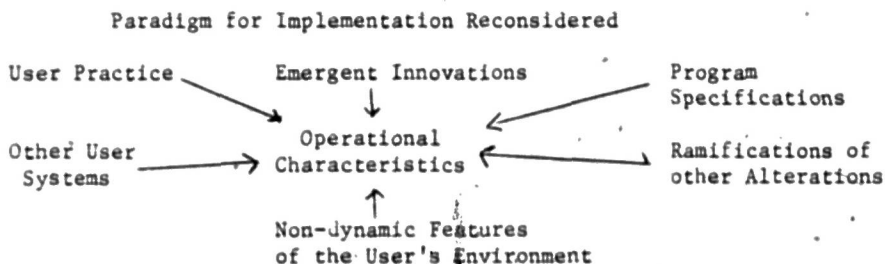 Paradigm for Implementation Reconsidered
User Practice
Emergent Innovations
Program
Specifications
Operational
Characteristics
Other User
Systems
Ramifications of
other Alterations
Non-dynamic Features
of the User's Environment